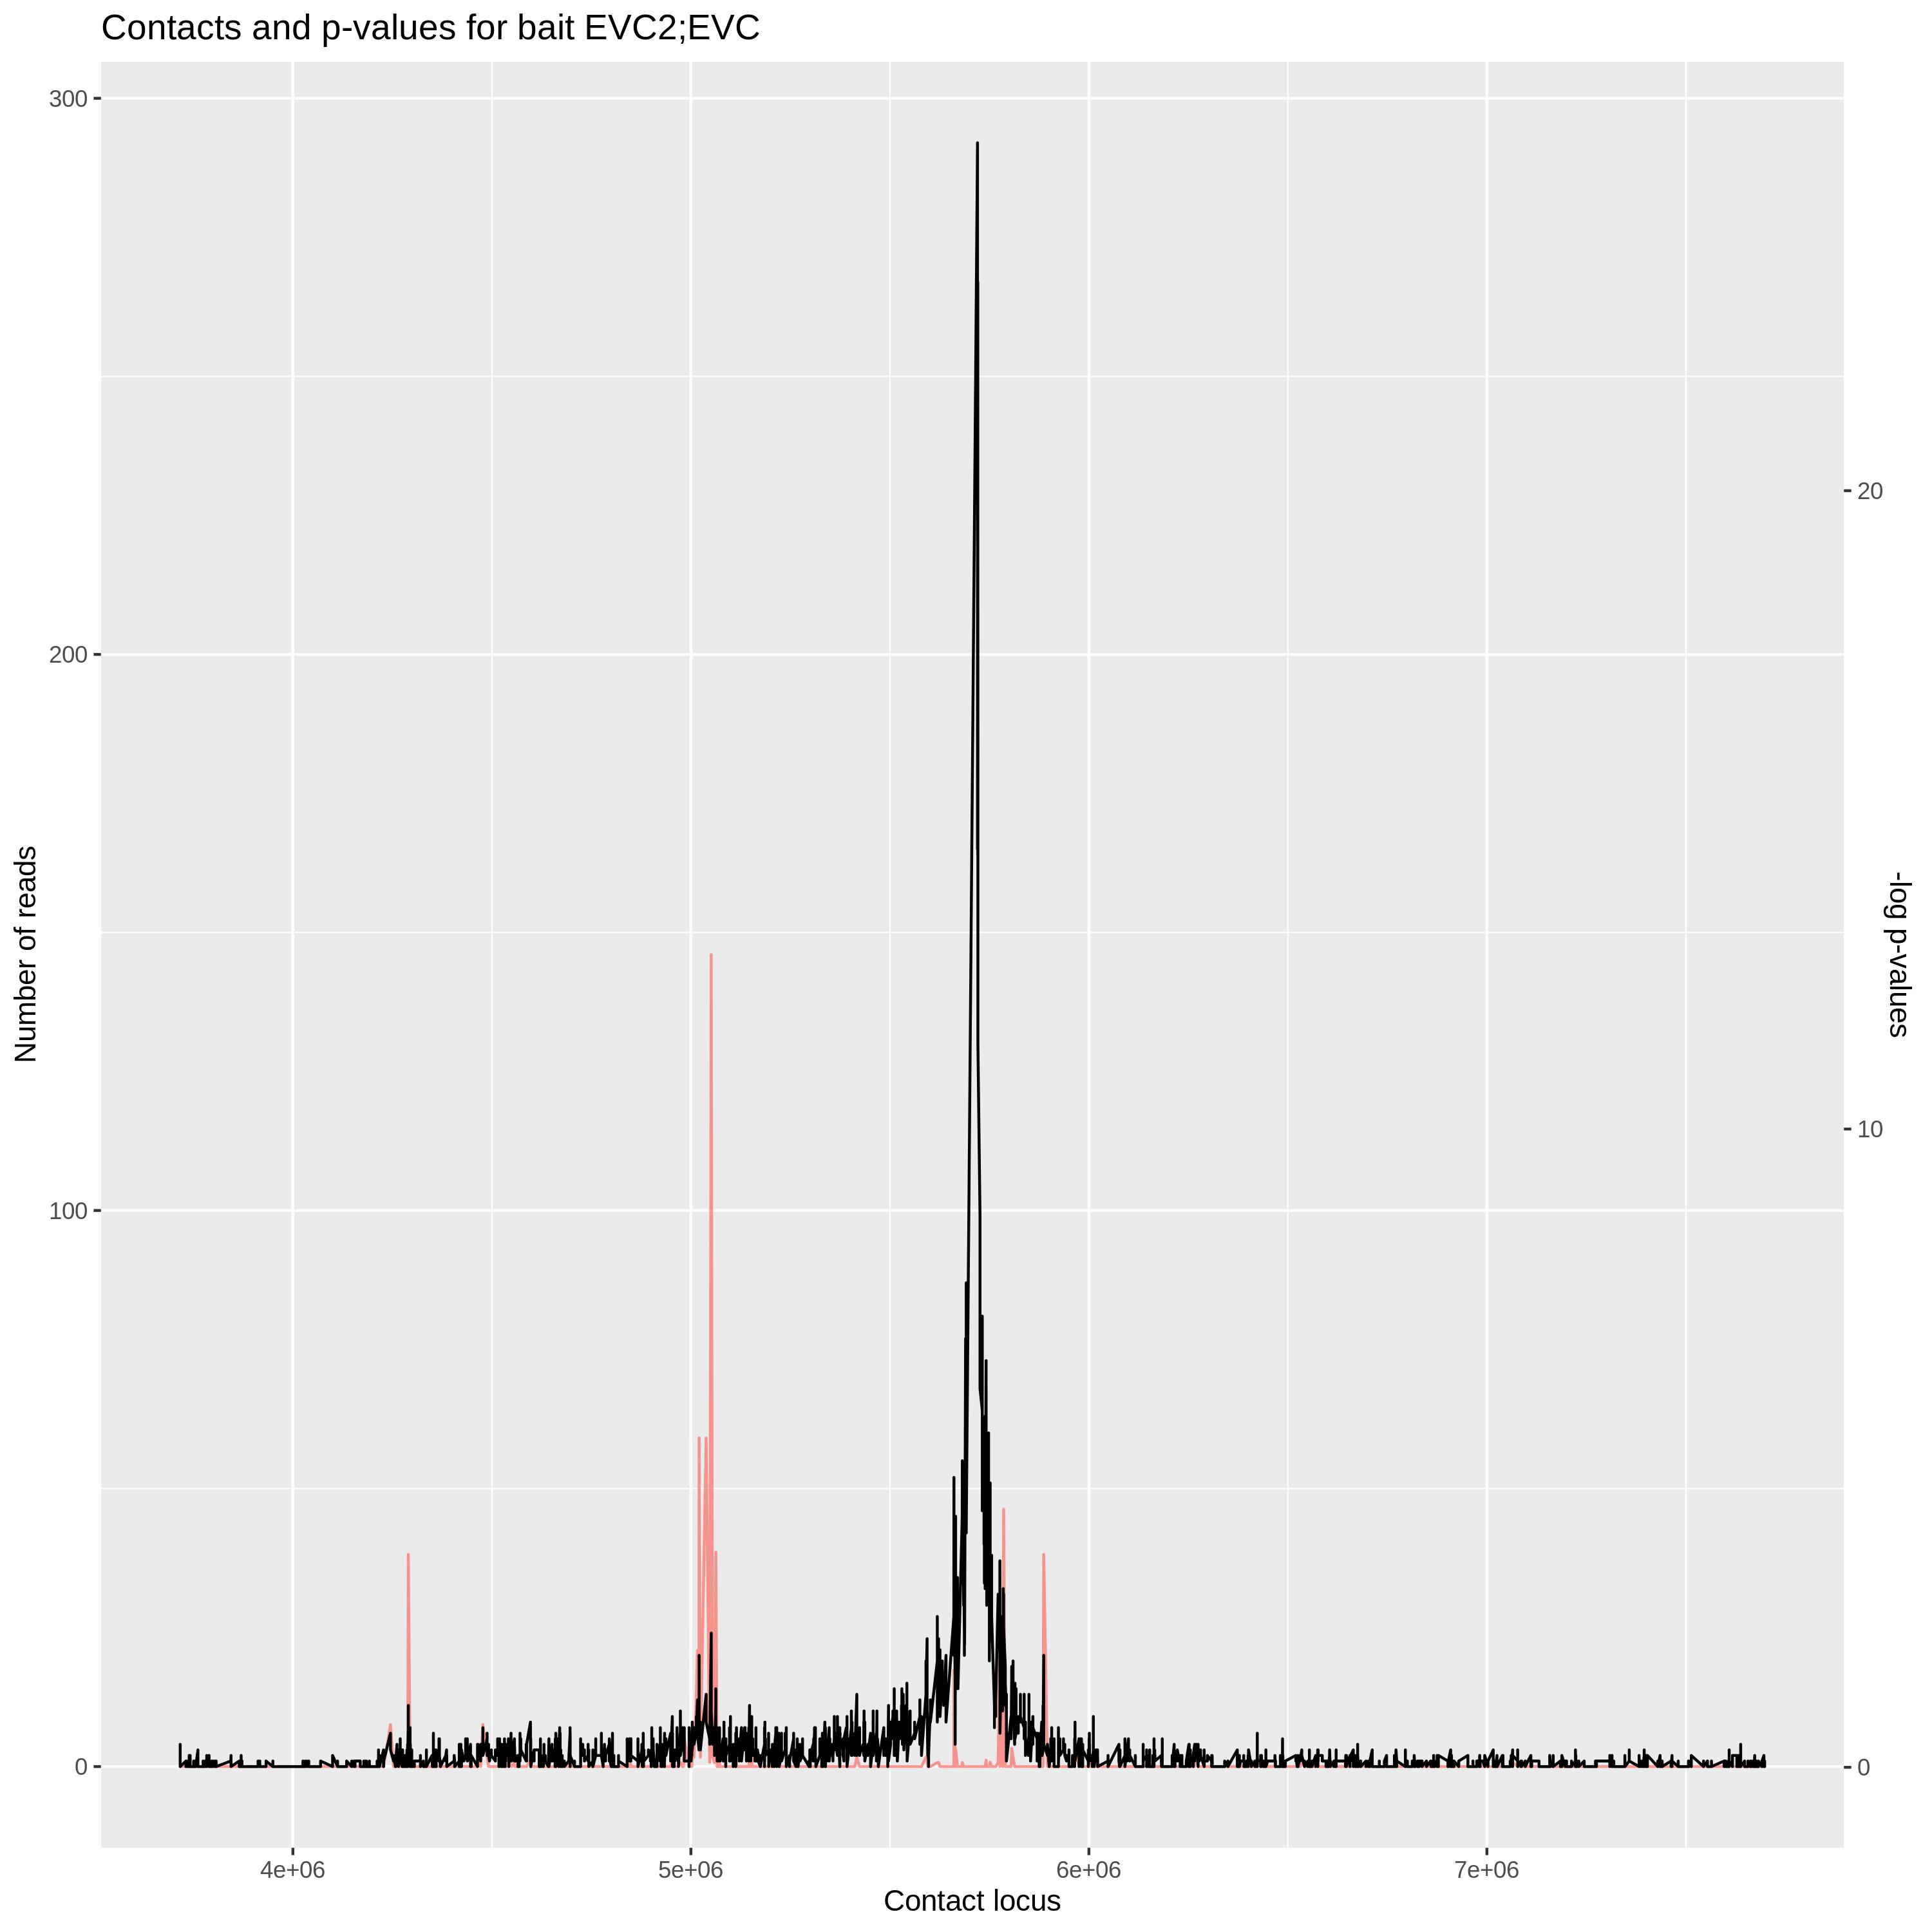 Contacts and p-values for bait EVC2;EVC
300
200
100
0
Number of reads
20
10
0
-log p-values
4e+06
5e+06
6e+06
7e+06
Contact locus